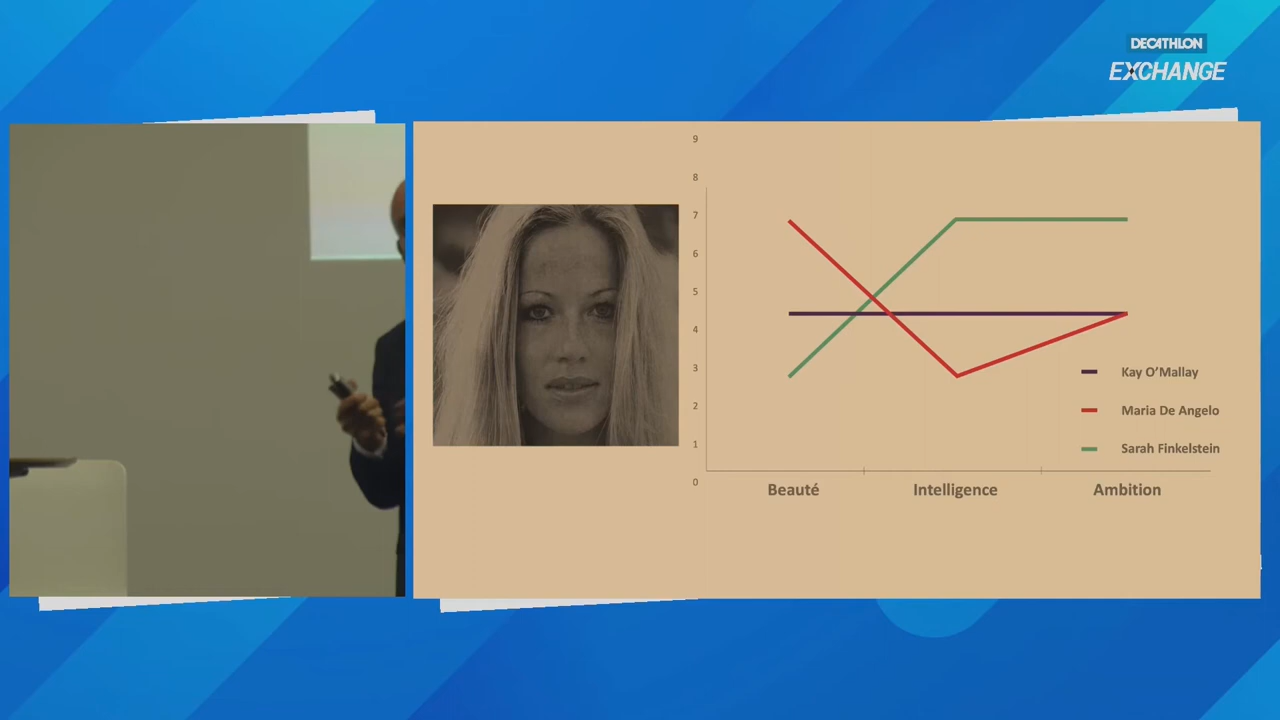 DECATHLON
EXCHANGE
9
8
7
6
5
4
3
2
1
0
Kay O’Mallay
Maria De Angelo
Sarah Finkelstein
Beauté Intelligence Ambition